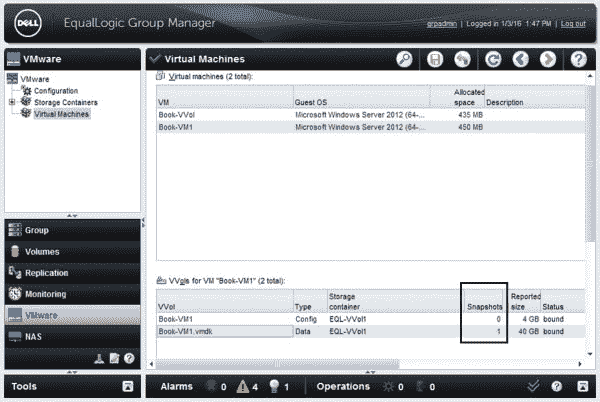 DELL EqualLogic Group Manager grpadmin | Logged in 1/3/16 1:47 PM | Log out
VMware
VMware
Configuration
Storage Containers
Virtual Machines
Group
Volumes
Replication
Monitoring
VMware
NAS
Virtual Machines
Virtual machines (2 total):
VM Guest OS Allocated space Description
Book-VVol Microsoft Windows Server 2012 (64-... 435 MB
Book-VM1 Microsoft Windows Server 2012 (64-... 450 MB
VVols for VM "Book-VM1" (2 total):
VVol Type Storage container Snapshots Reported size Status
Book-VM1 Config EQL-VVol1 0 4 GB bound
Book-VM1.vmdk Data EQL-VVol1 1 40 GB bound
Tools Alarms 0 4 1 Operations 0 0